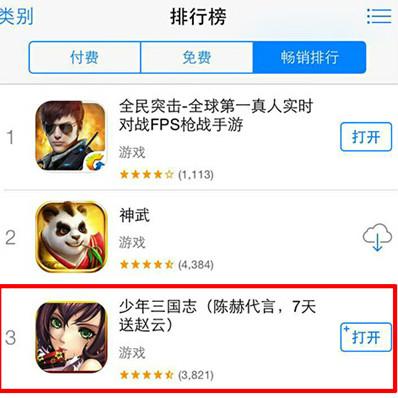 类别
排行榜
付费
免费
畅销排行
1
全民突击-全球第一真人实时
对战FPS枪战手游
游戏
(1,113)
打开
2
神武
游戏
(4,384)
3
少年三国志（陈赫代言，7天
送赵云）
游戏
(3,821)
+打开